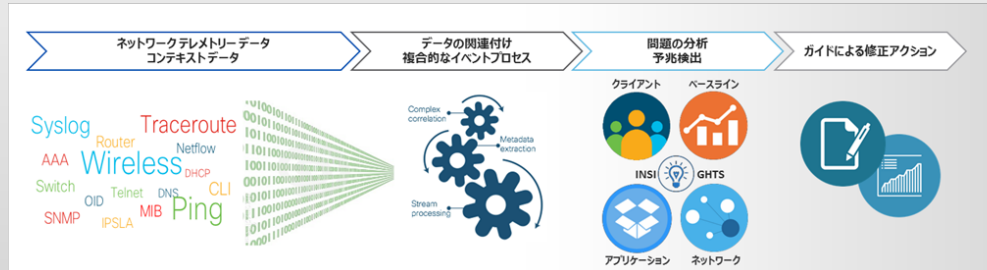 ネットワーク テレメトリー データ
コンテキストデータ
データの関連付け
複合的なイベントプロセス
問題の分析
予兆検出
ガイドによる修正アクション
Syslog
Traceroute
Router
Netflow
AAA
Wireless
DHCP
Switch
Telnet
DNS
CLI
OID
MIB
Ping
SNMP
IPSLA
Complex
correlation
Metadata
extraction
Stream
processing
クライアント
ベースライン
INSI GHTS
アプリケーション
ネットワーク